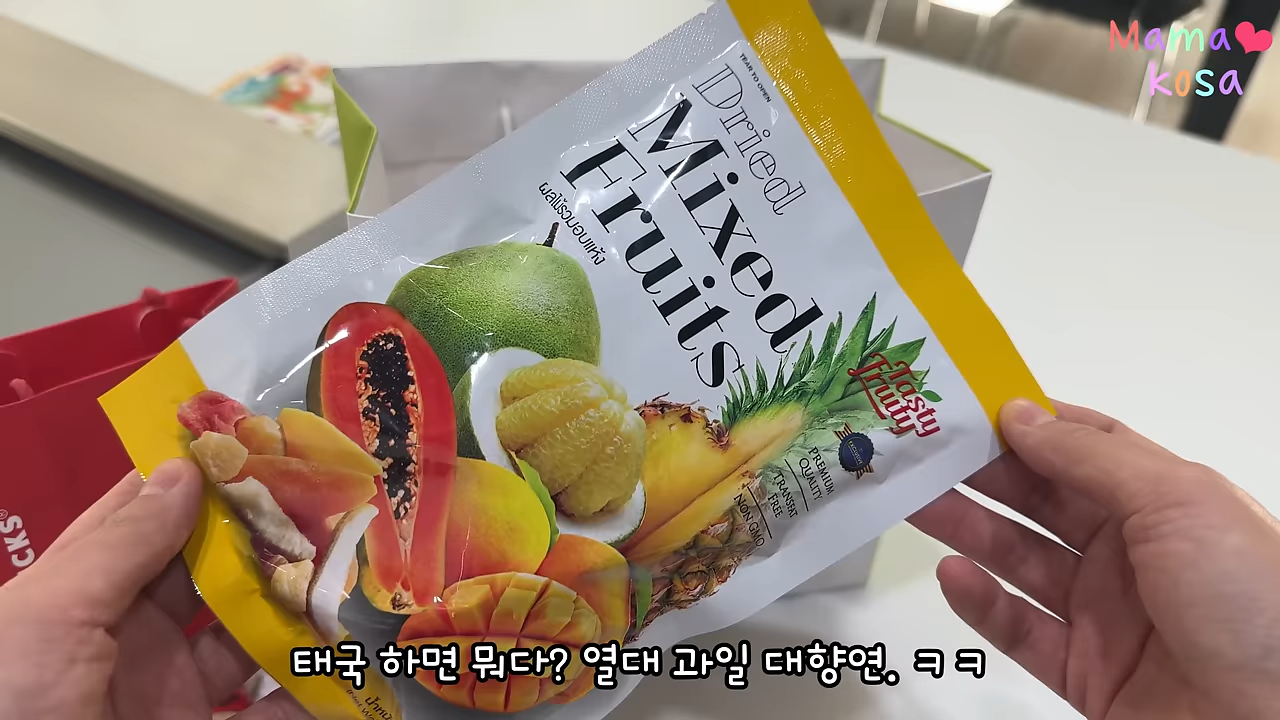 Mama
kosa
TEAR TO OPEN
Dried
Mixed
Fruits
ผลไม้รวมอบแห้ง
Tasty
Fruity
PREMIUM
QUALITY
TRANSFAT
FREE
NON GMO
CKS
태국 하면 뭐다? 열대 과일 대향연. ㅋㅋ